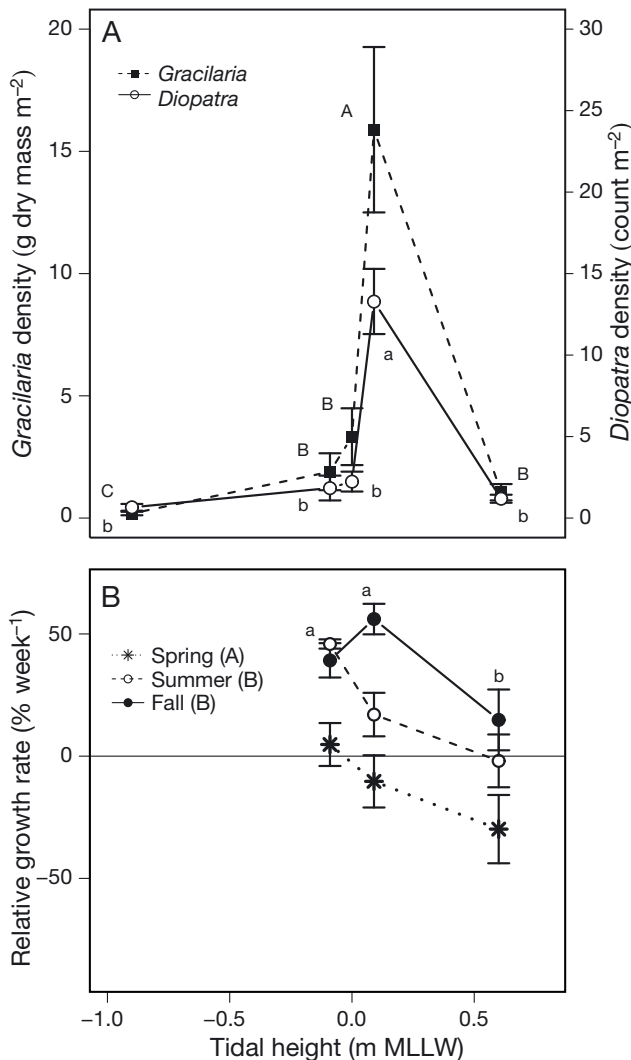 A
Gracilaria
Diopatra
Gracilaria density (g dry mass m⁻²)
20
15
10
5
0
Diopatra density (count m⁻²)
30
25
20
15
10
5
0
A
a
B
B
C
b
b
b
B
b
B
Spring (A)
Summer (B)
Fall (B)
Relative growth rate (% week⁻¹)
50
0
−50
a
a
b
−1.0 −0.5 0.0 0.5
Tidal height (m MLLW)